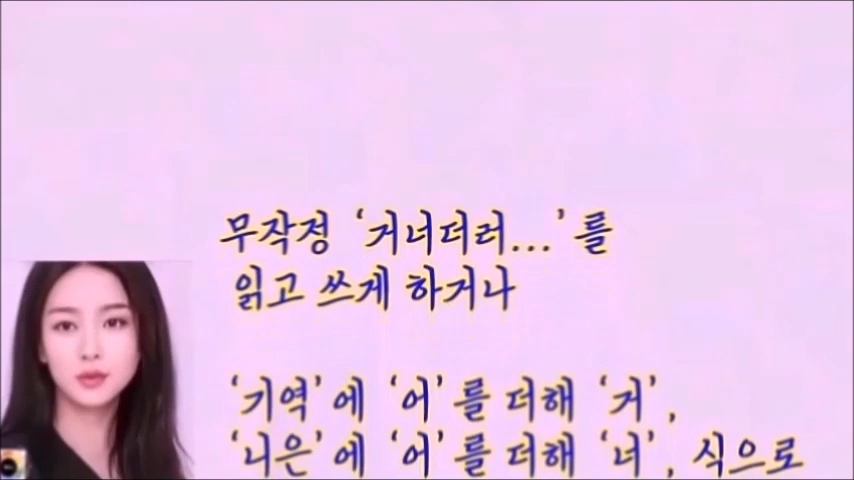 무작정 ‘거너더러...’를
읽고 쓰게 하거나
‘기역’에 ‘어’를 더해 ‘거’,
‘니은’에 ‘어’를 더해 ‘너’, 식으로